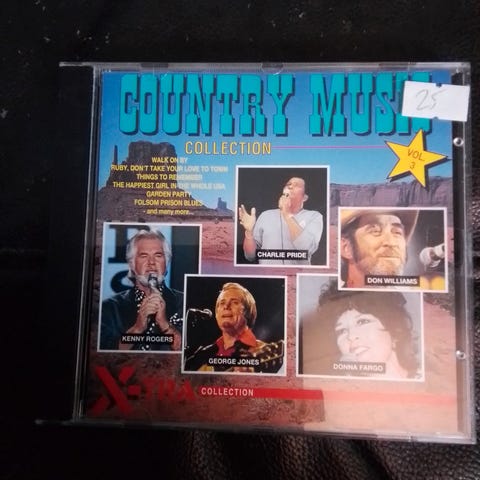 COUNTRY MUSIC
25
COLLECTION
VOL.
3
WALK ON BY
RUBY, DON'T TAKE YOUR LOVE TO TOWN
THINGS TO REMEMBER
THE HAPPIEST GIRL IN THE WHOLE USA
GARDEN PARTY
FOLSOM PRISON BLUES
- and many more...
CHARLIE PRIDE
DON WILLIAMS
KENNY ROGERS
GEORGE JONES
DONNA FARGO
X-TRA COLLECTION